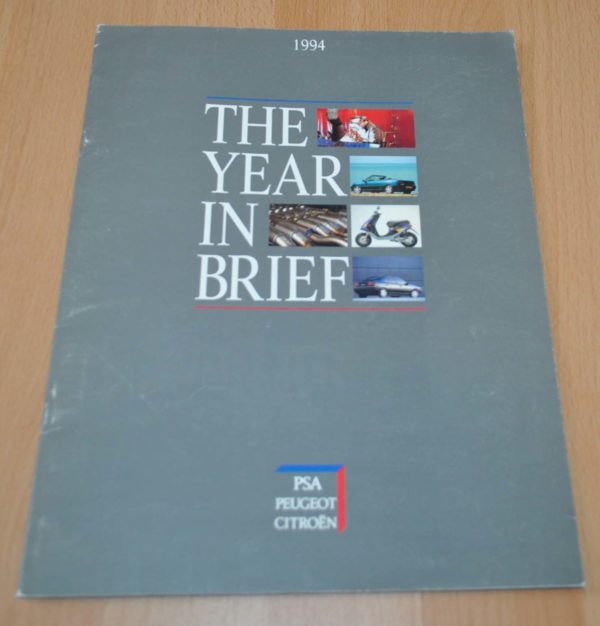 1994
THE
YEAR
IN
BRIEF
PSA
PEUGEOT
CITROËN